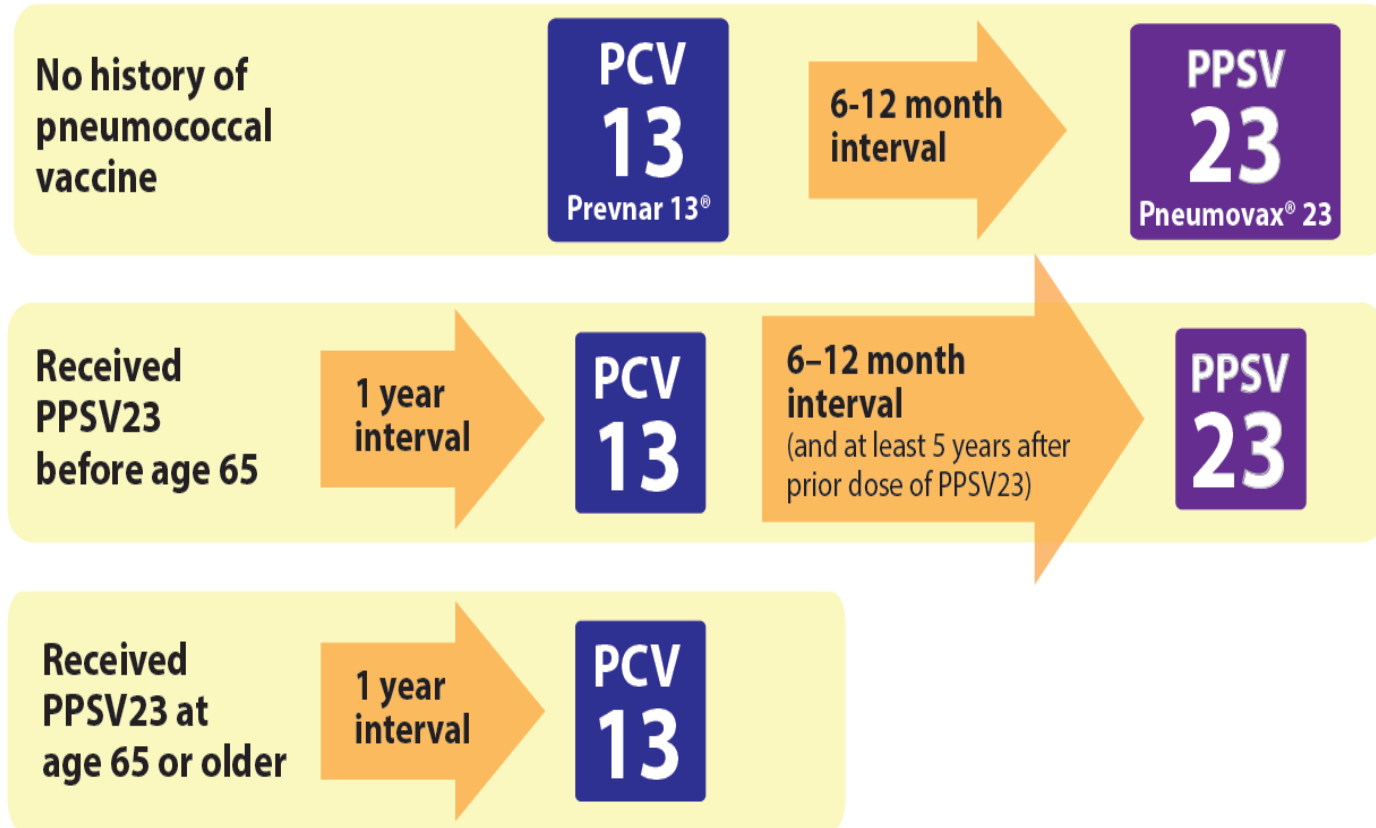 No history of
pneumococcal
vaccine
PCV
13
Prevnar 13®
6-12 month
interval
PPSV
23
Pneumovax® 23
Received
PPSV23
before age 65
1 year
interval
PCV
13
6–12 month
interval
(and at least 5 years after
prior dose of PPSV23)
PPSV
23
Received
PPSV23 at
age 65 or older
1 year
interval
PCV
13